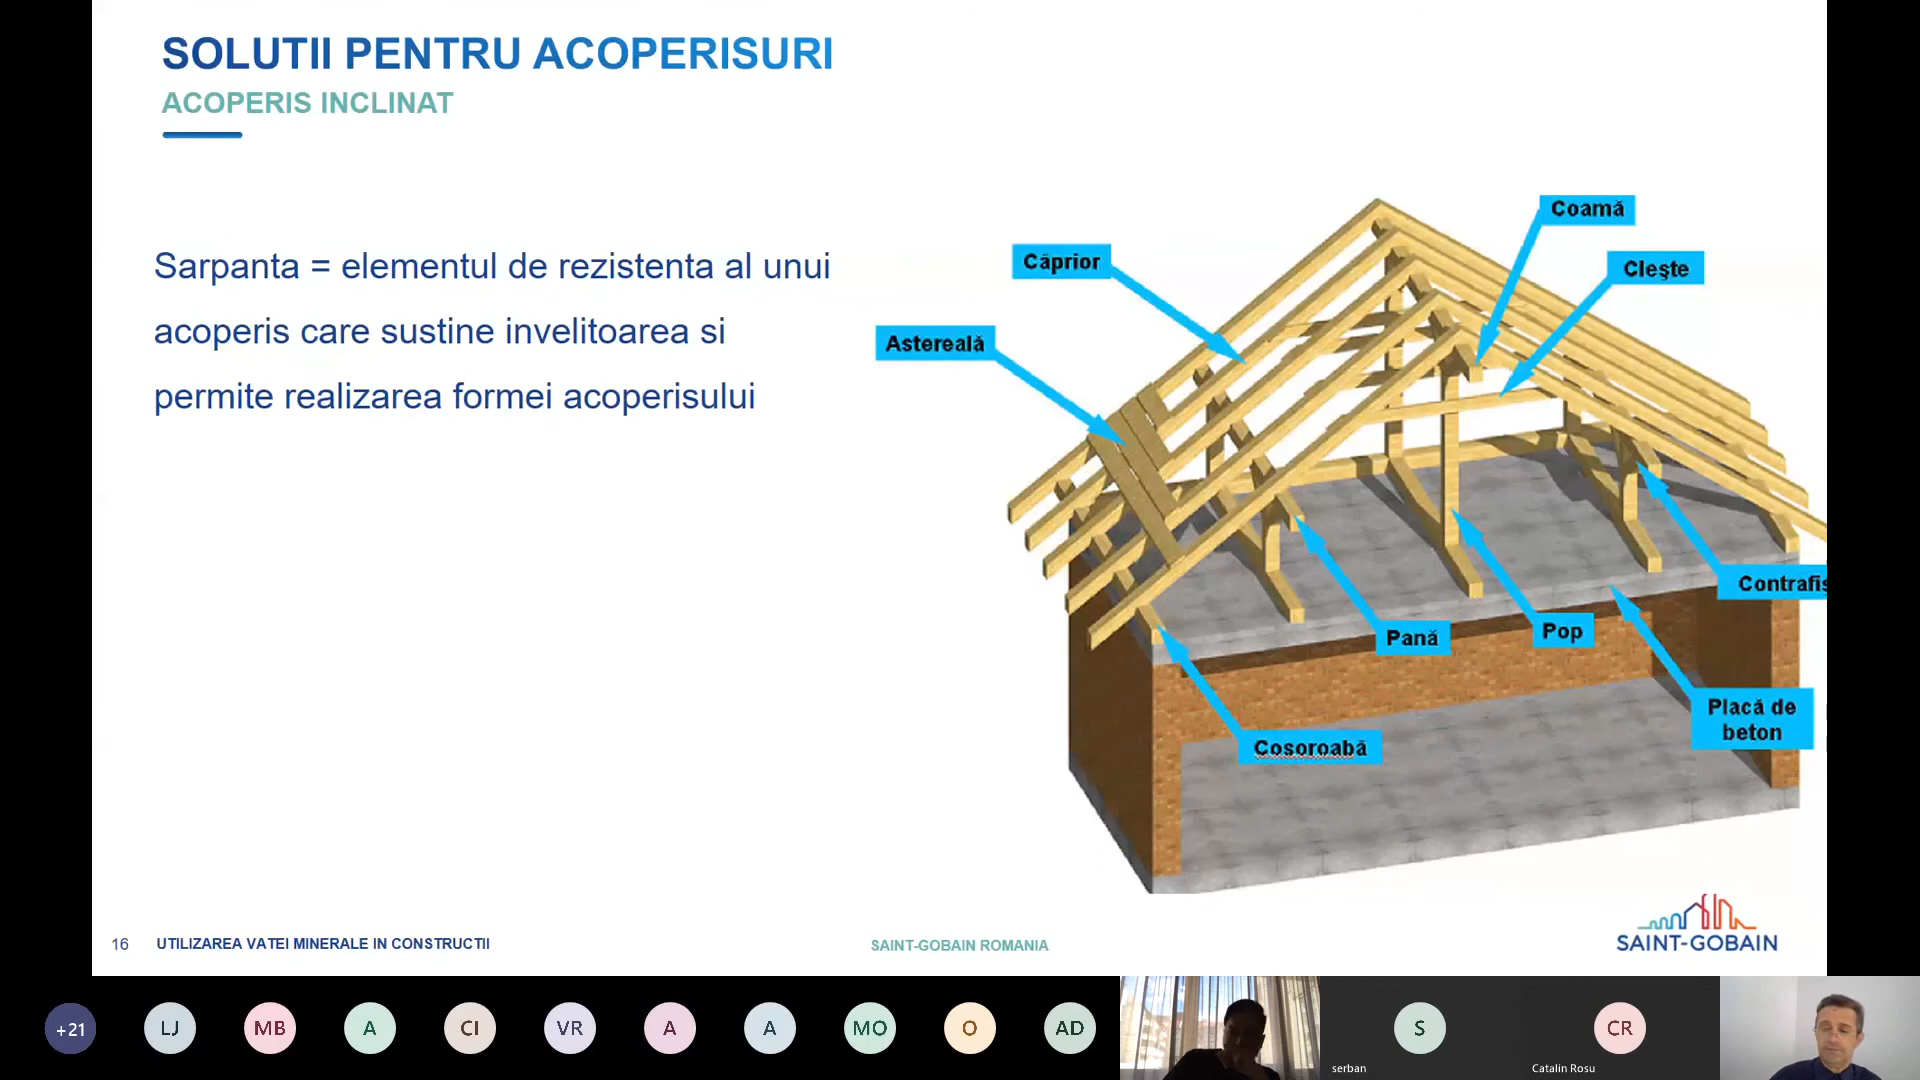 SOLUTII PENTRU ACOPERISURI
ACOPERIS INCLINAT
Sarpanta = elementul de rezistenta al unui
acoperis care sustine invelitoarea si
permite realizarea formei acoperisului
Coamă
Căprior
Cleşte
Astereală
Contrafiș
Pană
Pop
Placă de
beton
Cosoroabă
16
UTILIZAREA VATEI MINERALE IN CONSTRUCTII
SAINT-GOBAIN ROMANIA
SAINT-GOBAIN
+21
LJ
MB
A
CI
VR
A
A
MO
O
AD
S
serban
CR
Catalin Rosu